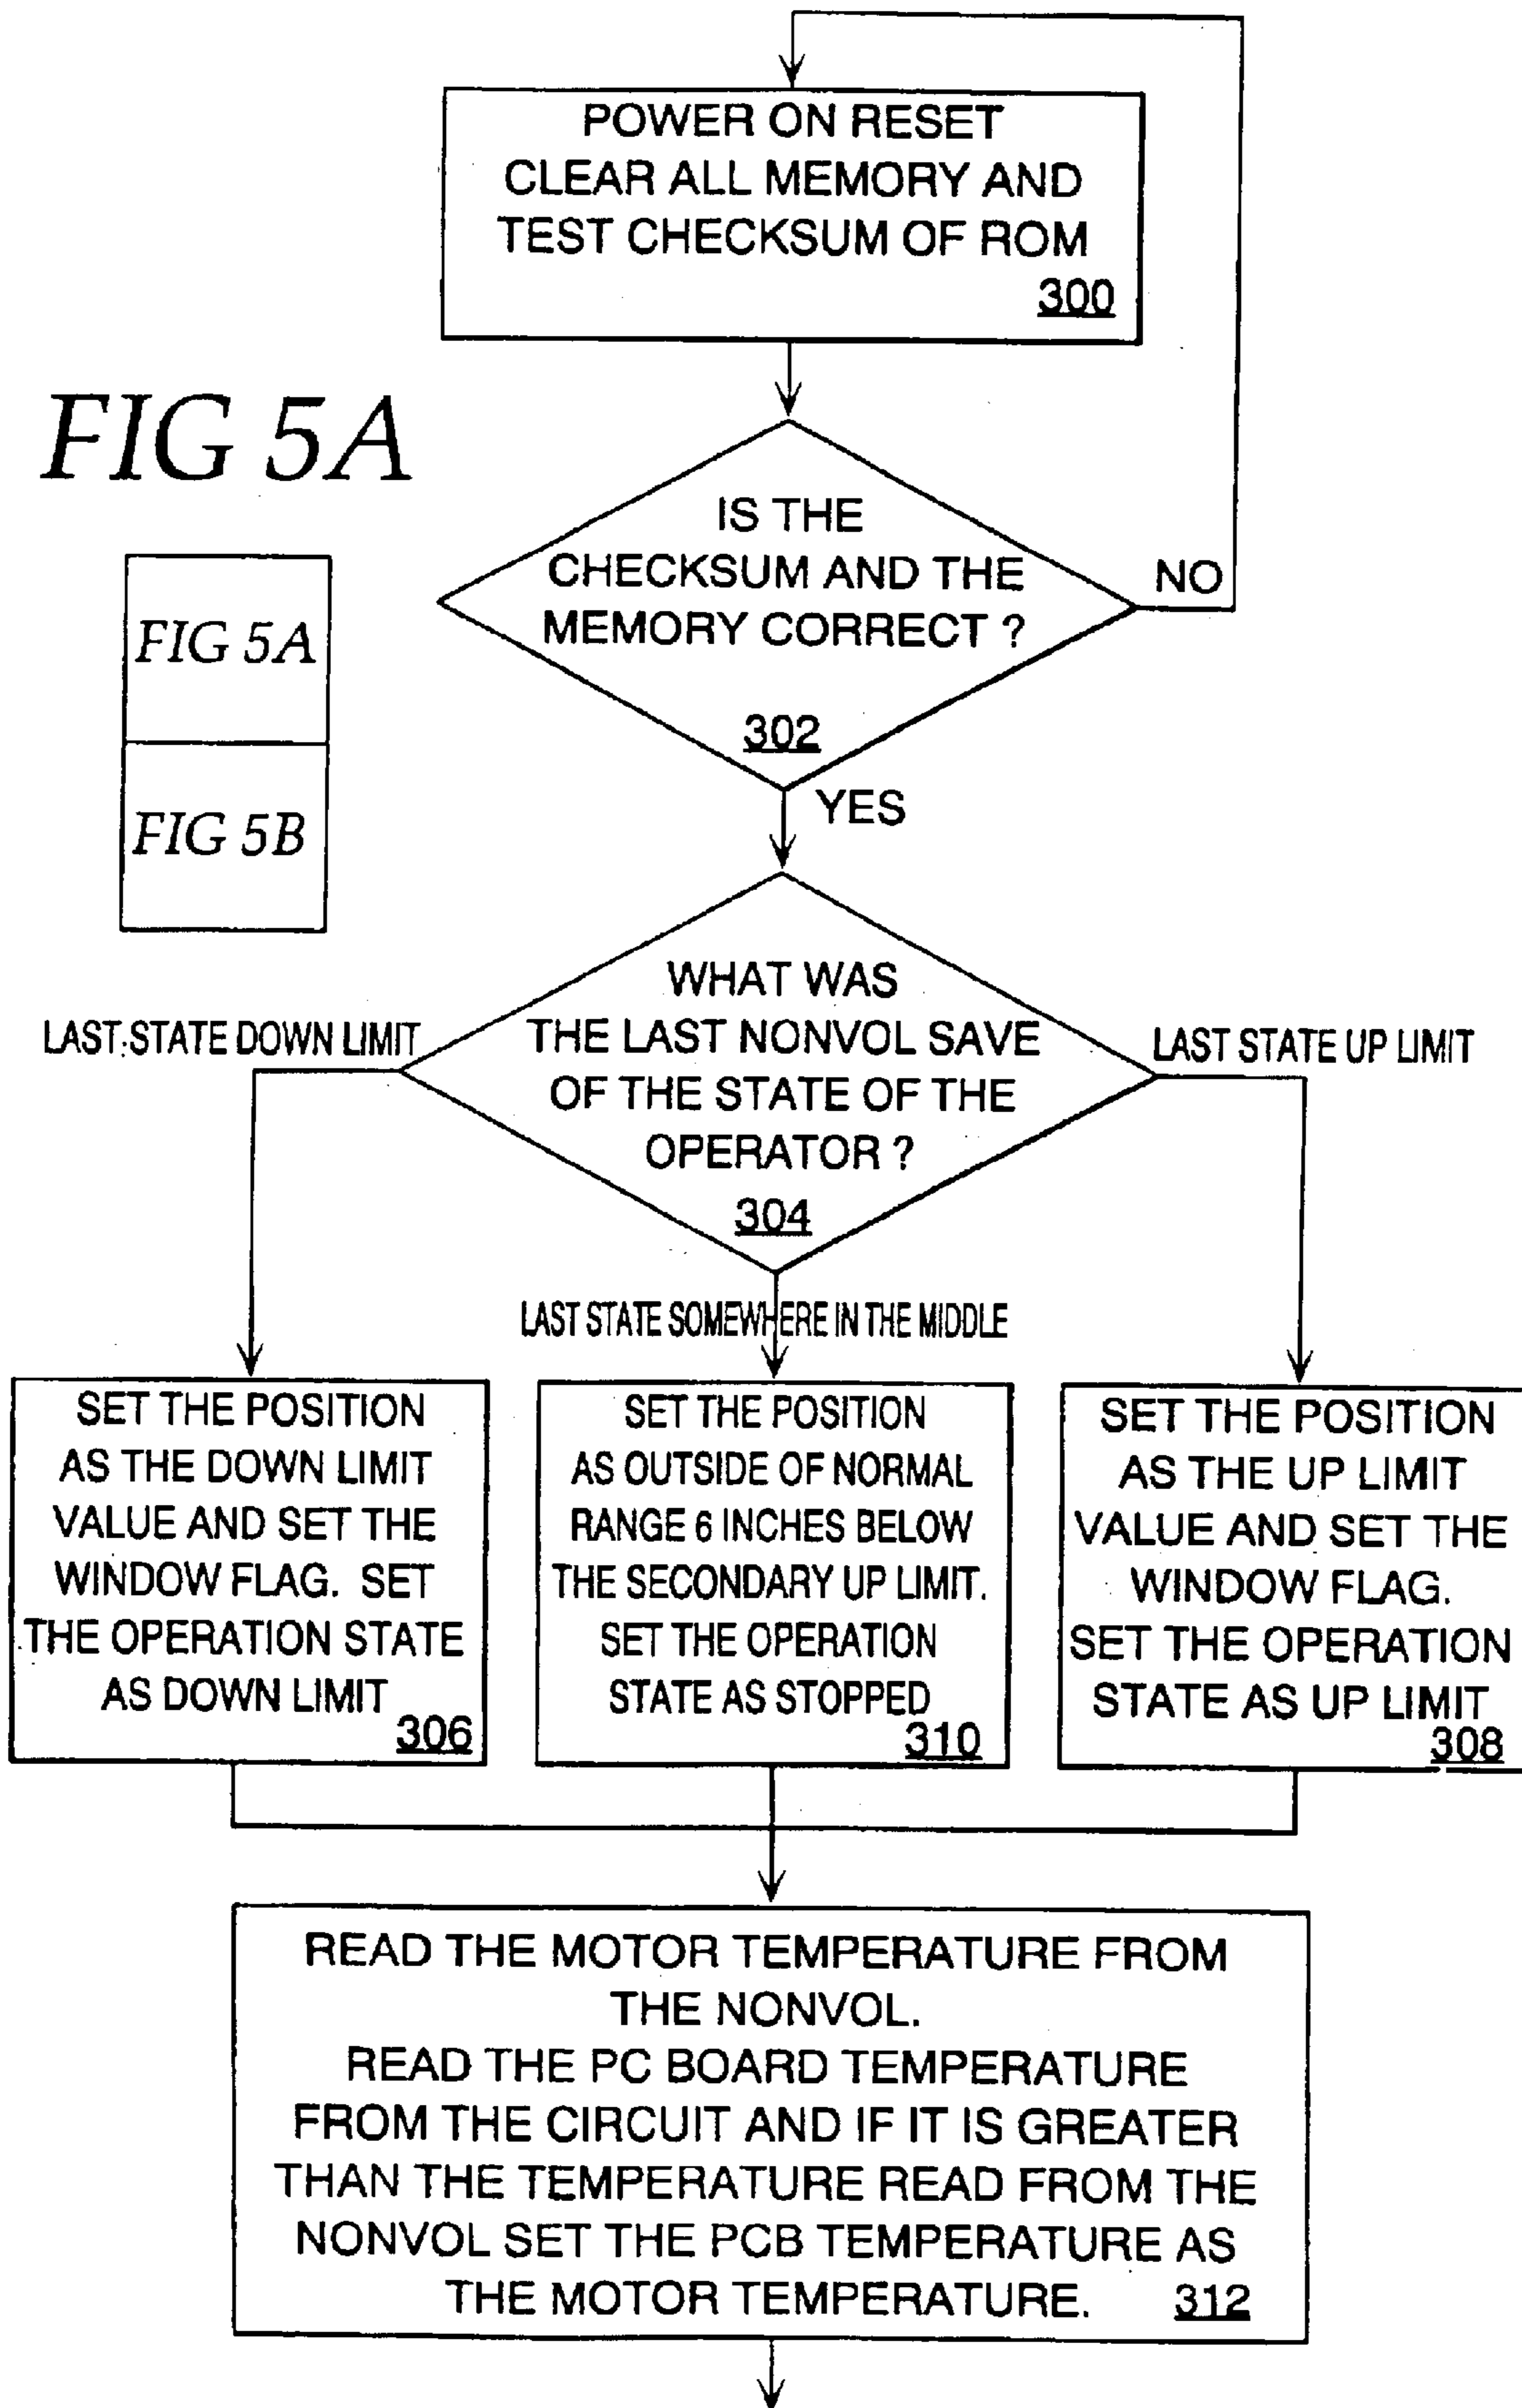 POWER ON RESET
CLEAR ALL MEMORY AND
TEST CHECKSUM OF ROM
300
FIG 5A
IS THE
CHECKSUM AND THE
MEMORY CORRECT ?
302
NO
FIG 5A
FIG 5B
YES
WHAT WAS
THE LAST NONVOL SAVE
OF THE STATE OF THE
OPERATOR ?
304
LAST STATE DOWN LIMIT
LAST STATE UP LIMIT
LAST STATE SOMEWHERE IN THE MIDDLE
SET THE POSITION
AS THE DOWN LIMIT
VALUE AND SET THE
WINDOW FLAG. SET
THE OPERATION STATE
AS DOWN LIMIT
306
SET THE POSITION
AS OUTSIDE OF NORMAL
RANGE 6 INCHES BELOW
THE SECONDARY UP LIMIT.
SET THE OPERATION
STATE AS STOPPED
310
SET THE POSITION
AS THE UP LIMIT
VALUE AND SET THE
WINDOW FLAG.
SET THE OPERATION
STATE AS UP LIMIT
308
READ THE MOTOR TEMPERATURE FROM
THE NONVOL.
READ THE PC BOARD TEMPERATURE
FROM THE CIRCUIT AND IF IT IS GREATER
THAN THE TEMPERATURE READ FROM THE
NONVOL SET THE PCB TEMPERATURE AS
THE MOTOR TEMPERATURE. 312